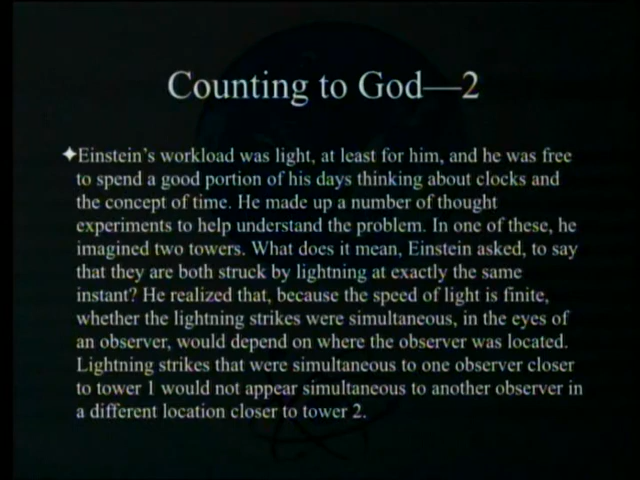 Counting to God—2
✦Einstein's workload was light, at least for him, and he was free
to spend a good portion of his days thinking about clocks and
the concept of time. He made up a number of thought
experiments to help understand the problem. In one of these, he
imagined two towers. What does it mean, Einstein asked, to say
that they are both struck by lightning at exactly the same
instant? He realized that, because the speed of light is finite,
whether the lightning strikes were simultaneous, in the eyes of
an observer, would depend on where the observer was located.
Lightning strikes that were simultaneous to one observer closer
to tower 1 would not appear simultaneous to another observer in
a different location closer to tower 2.